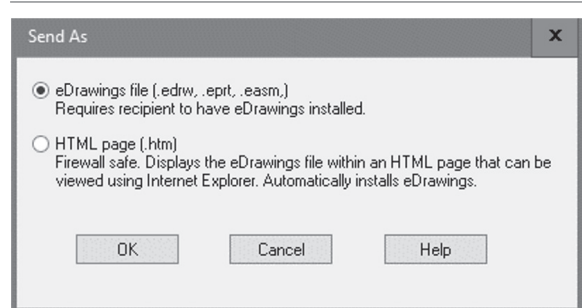 Send As
x
eDrawings file (.edrw, .eprt, .easm,)
Requires recipient to have eDrawings installed.
HTML page (.htm)
Firewall safe. Displays the eDrawings file within an HTML page that can be
viewed using Internet Explorer. Automatically installs eDrawings.
OK Cancel Help